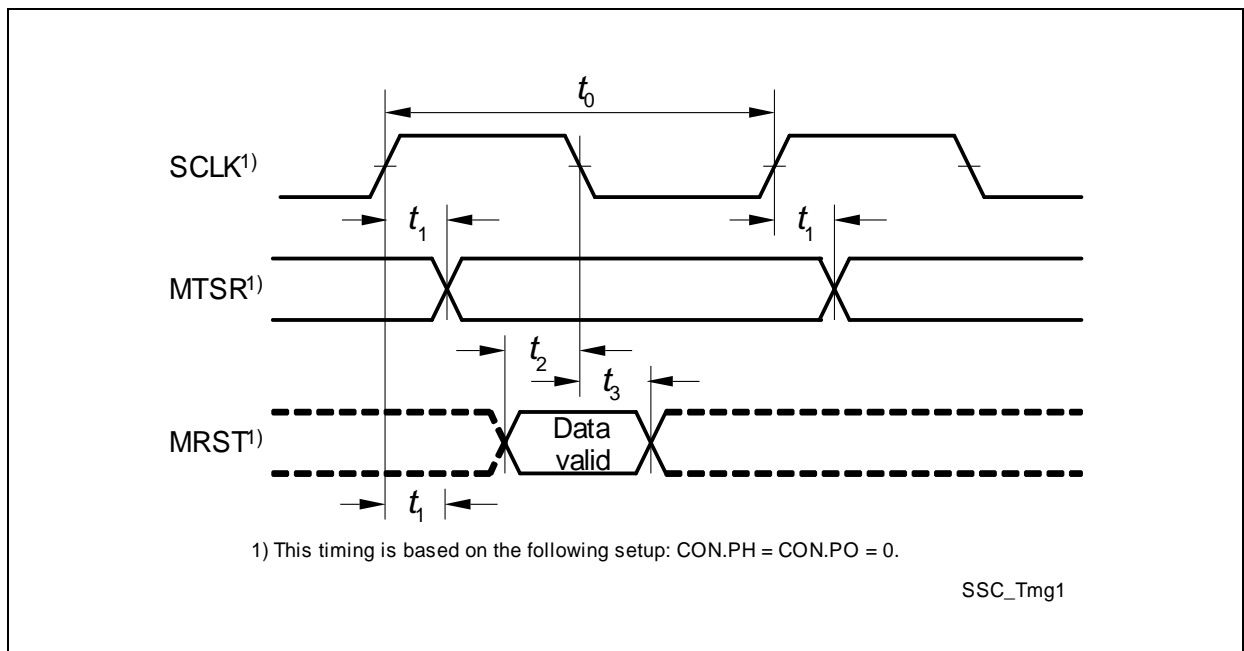 t₀
SCLK¹⁾
t₁
t₁
MTSR¹⁾
t₂
t₃
MRST¹⁾
Data
valid
t₁
1) This timing is based on the following setup: CON.PH = CON.PO = 0.
SSC_Tmg1